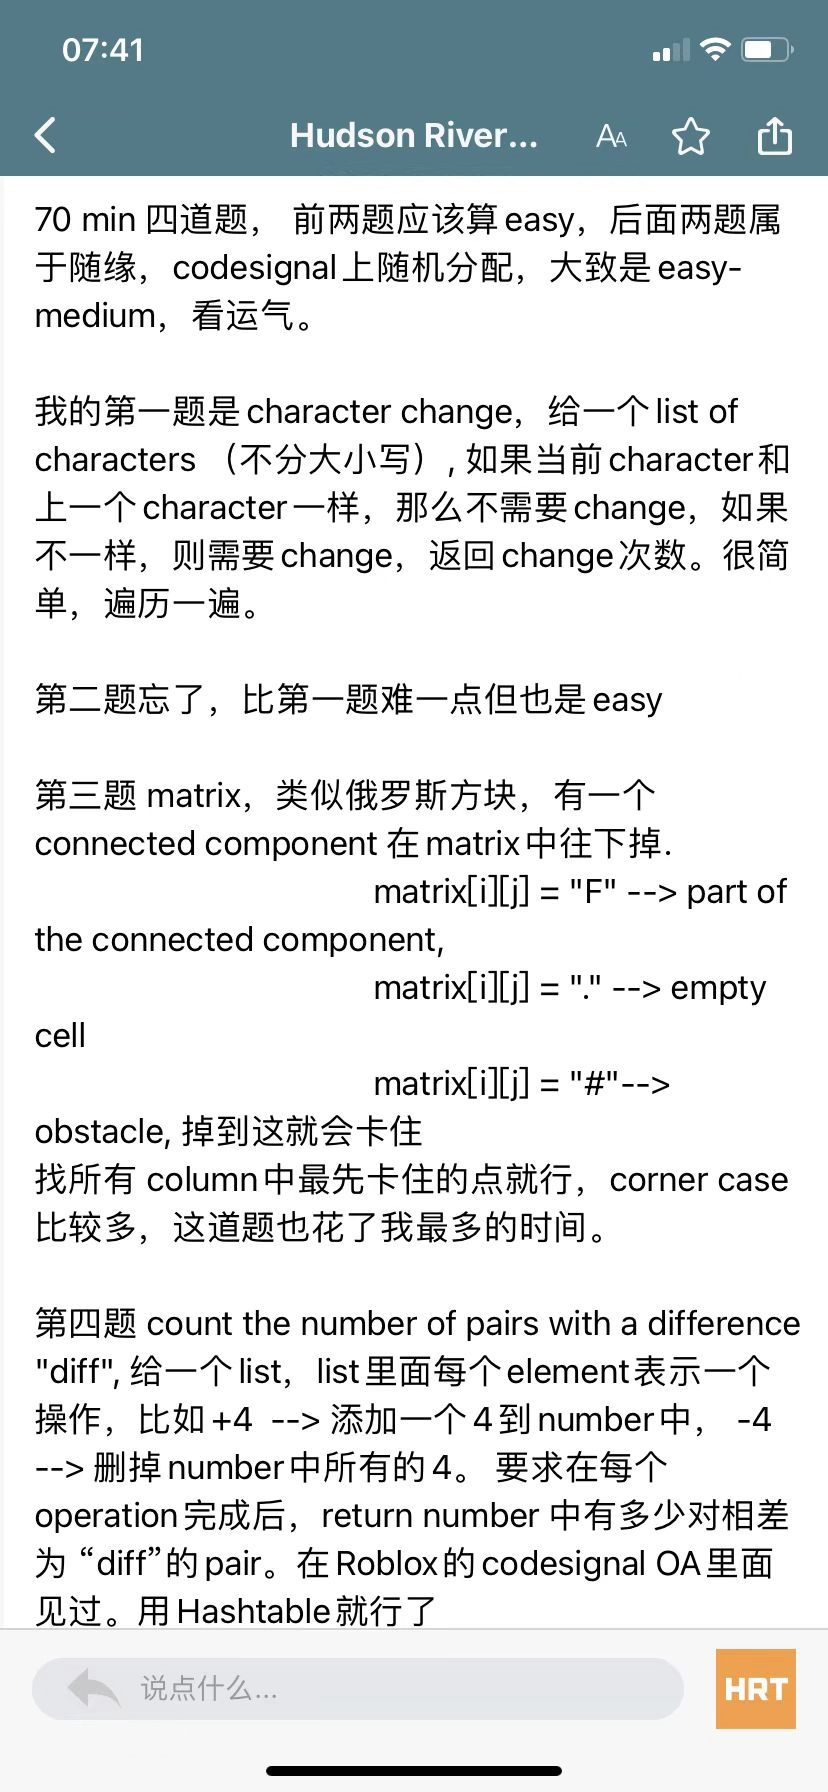 07:41
Hudson River...
AA
70 min 四道题， 前两题应该算easy，后面两题属
于随缘，codesignal上随机分配，大致是easy-
medium，看运气。
我的第一题是character change，给一个list of
characters （不分大小写）, 如果当前character和
上一个character一样，那么不需要change，如果
不一样，则需要change，返回change次数。很简
单，遍历一遍。
第二题忘了，比第一题难一点但也是easy
第三题 matrix，类似俄罗斯方块，有一个
connected component 在matrix中往下掉.
matrix[i][j] = "F" --> part of
the connected component,
matrix[i][j] = "." --> empty
cell
matrix[i][j] = "#"-->
obstacle, 掉到这就会卡住
找所有 column中最先卡住的点就行，corner case
比较多，这道题也花了我最多的时间。
第四题 count the number of pairs with a difference
"diff", 给一个list，list里面每个element表示一个
操作，比如+4 --> 添加一个4到number中， -4
--> 删掉number中所有的4。 要求在每个
operation完成后，return number 中有多少对相差
为 “diff”的pair。在Roblox的codesignal OA里面
见过。用Hashtable就行了
说点什么...
HRT